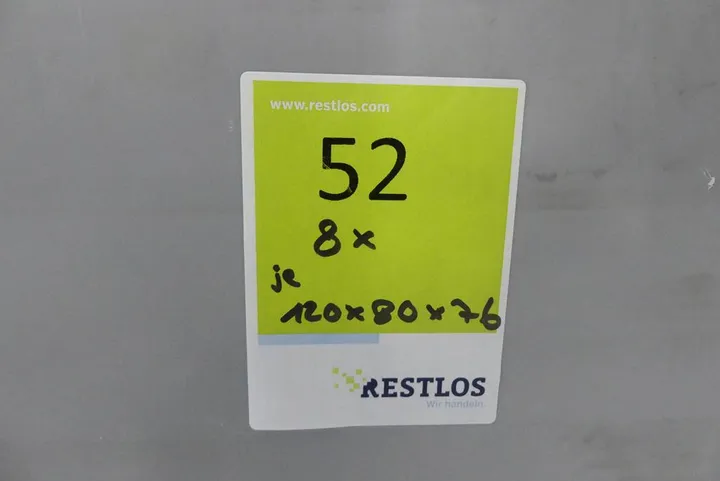 www.restlos.com
52
8x
je
120x80x76
RESTLOS
Wir handeln.